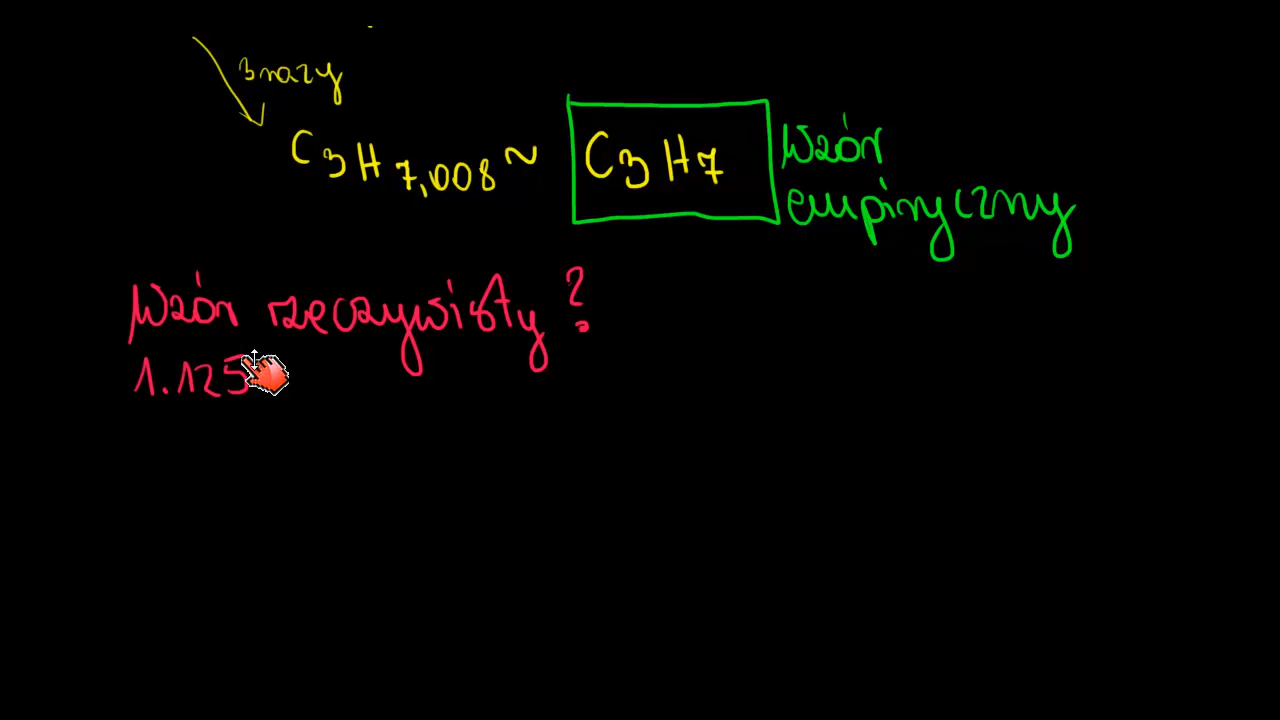 3 razy
C3H7,008 ~ C3H7 Wzór
empiryczny
Wzór rzeczywisty ?
1.125